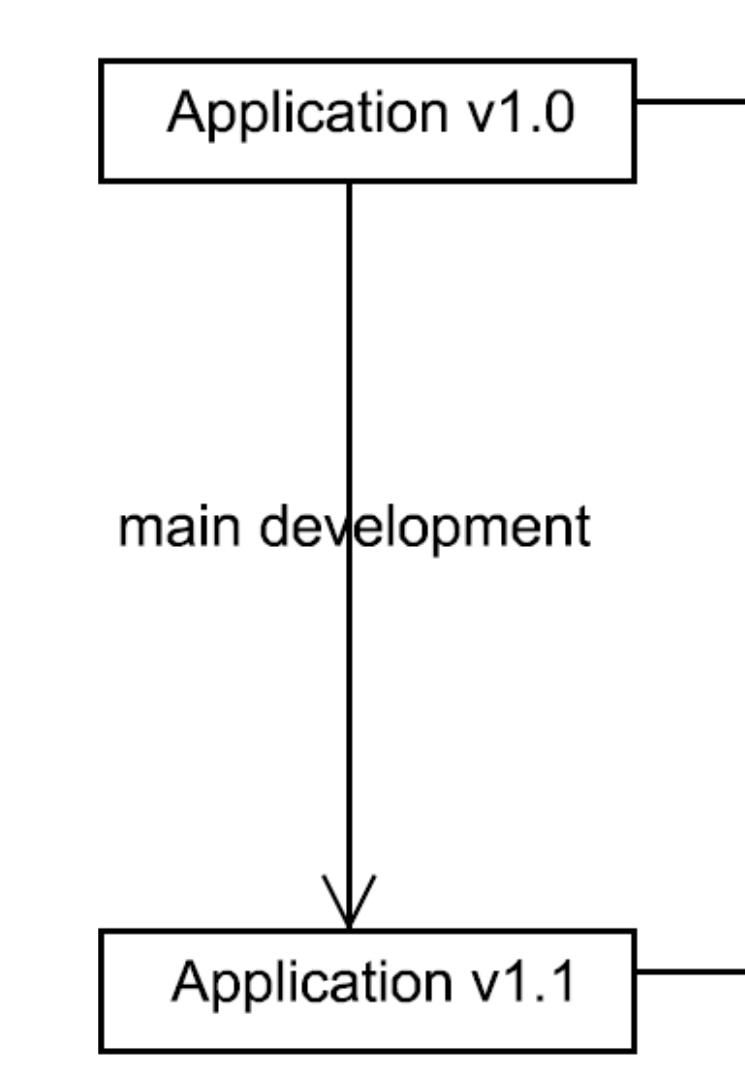 Application v1.0
main development
Application v1.1